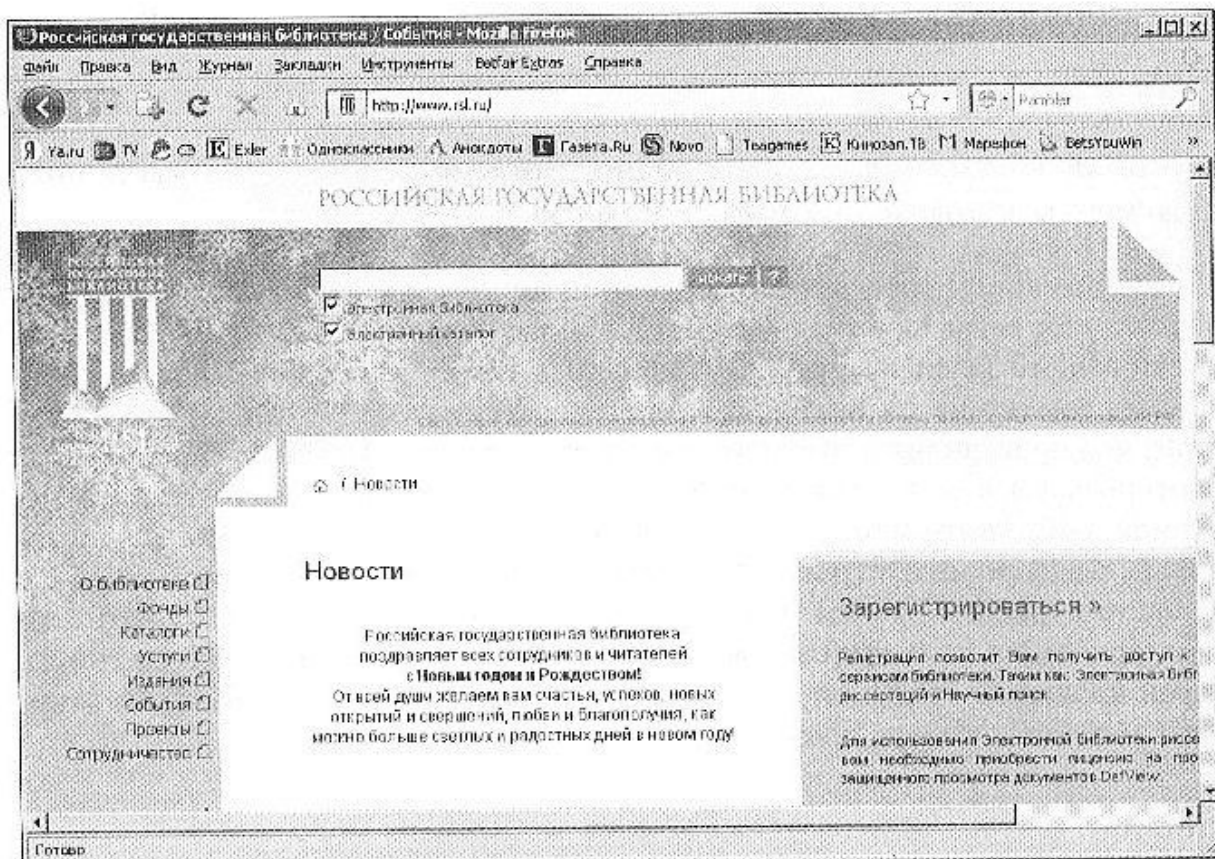 Российская государственная библиотека / События - Mozilla Firefox
Файл Правка Вид Журнал Закладки Инструменты Betfair Extras Справка
http://www.rsl.ru/ Rambler
Ya.ru TV Exler Одноклассники Анекдоты Газета.Ru Novo Teagames Кинозал.ТВ Марафон BetsYouWin »
РОССИЙСКАЯ ГОСУДАРСТВЕННАЯ БИБЛИОТЕКА
искать ?
электронная библиотека
электронный каталог
/ Новости
Новости
О библиотеке
Фонды
Каталоги
Услуги
Издания
События
Проекты
Сотрудничество
Российская государственная библиотека
поздравляет всех сотрудников и читателей
с Новым годом и Рождеством!
От всей души желаем вам счастья, успехов, новых
открытий и свершений, любви и благополучия, как
можно больше светлых и радостных дней в новом году!
Зарегистрироваться »
Регистрация позволит Вам получить доступ к
сервисам библиотеки. Таким как: Электронная библ
диссертаций и Научный поиск.
Для использования Электронной библиотеки диссе
вам необходимо приобрести лицензию на про
защищенного просмотра документов DefView.
Готово